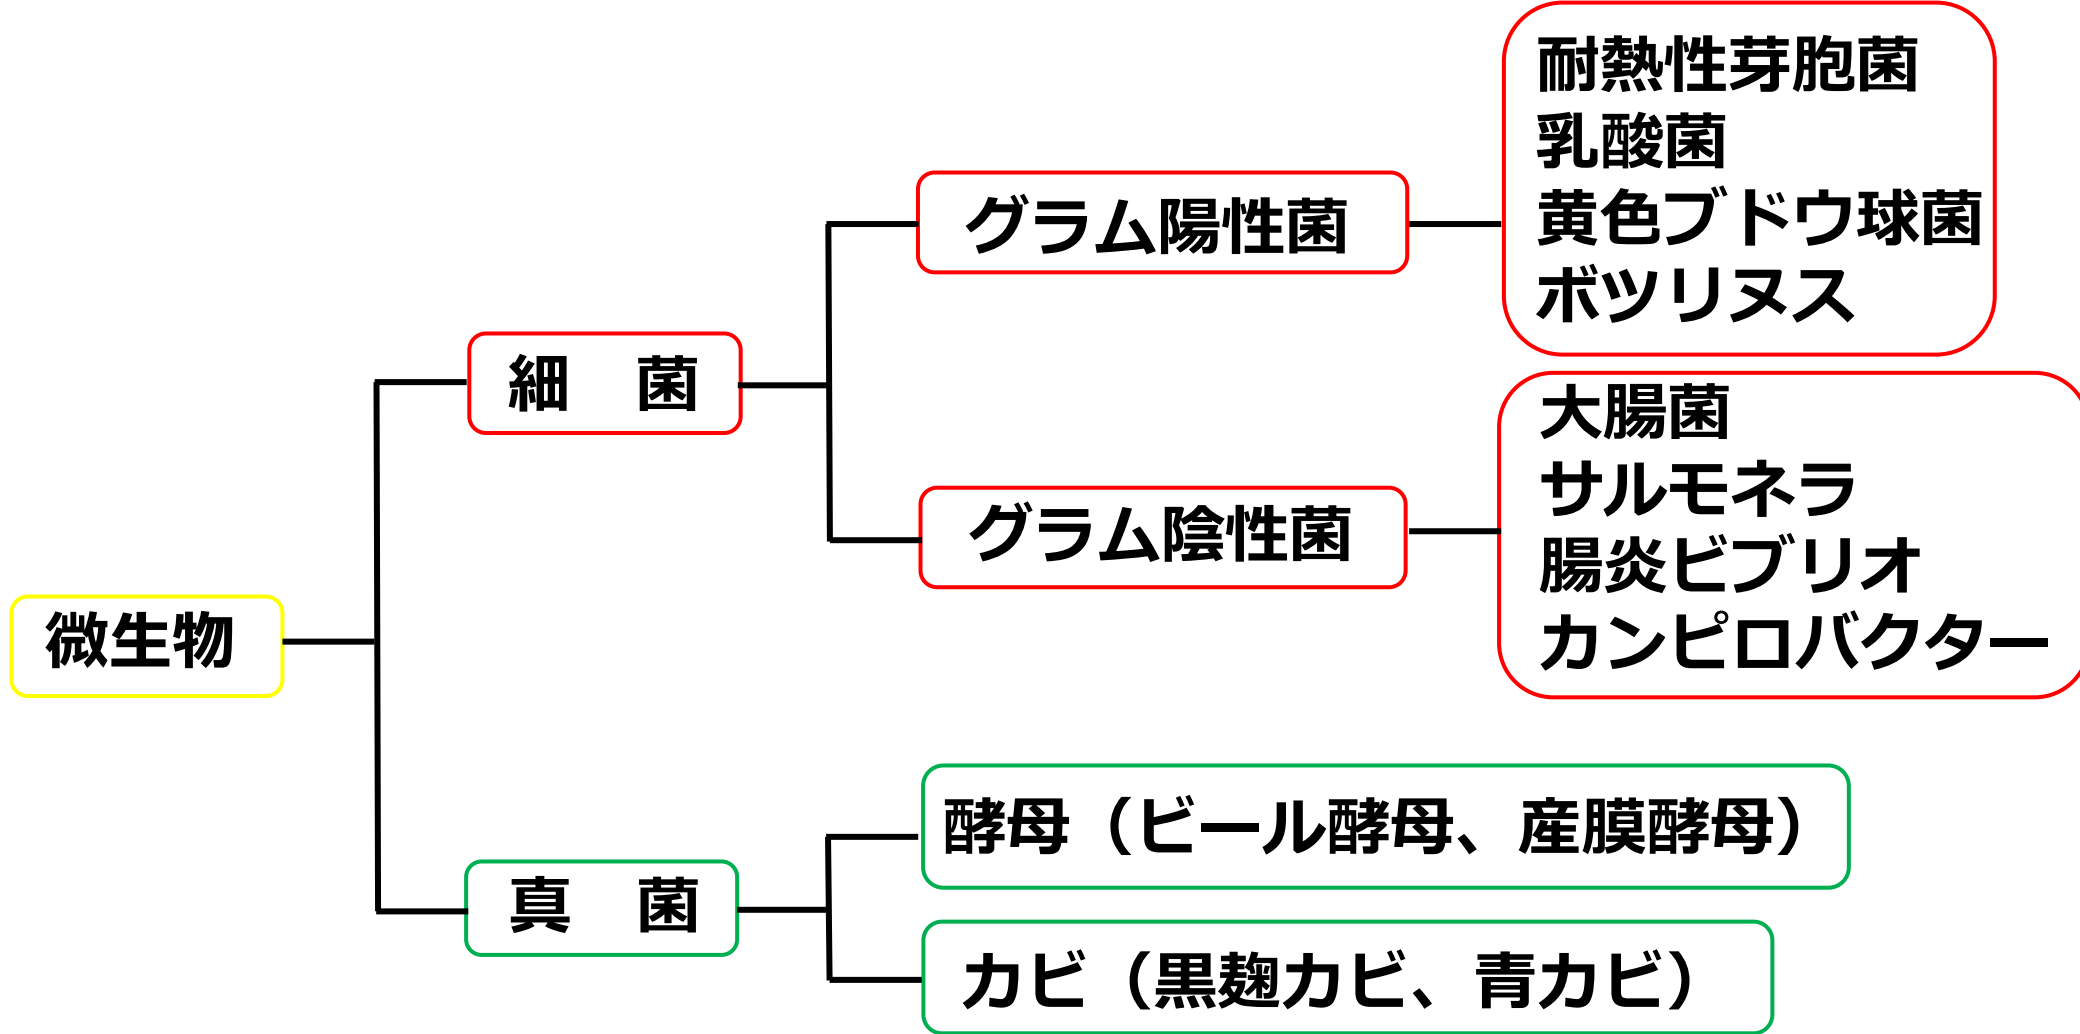 耐熱性芽胞菌
乳酸菌
黄色ブドウ球菌
ボツリヌス
グラム陽性菌
細　菌
大腸菌
サルモネラ
腸炎ビブリオ
カンピロバクター
グラム陰性菌
微生物
酵母（ビール酵母、産膜酵母）
真　菌
カビ（黒麹カビ、青カビ）